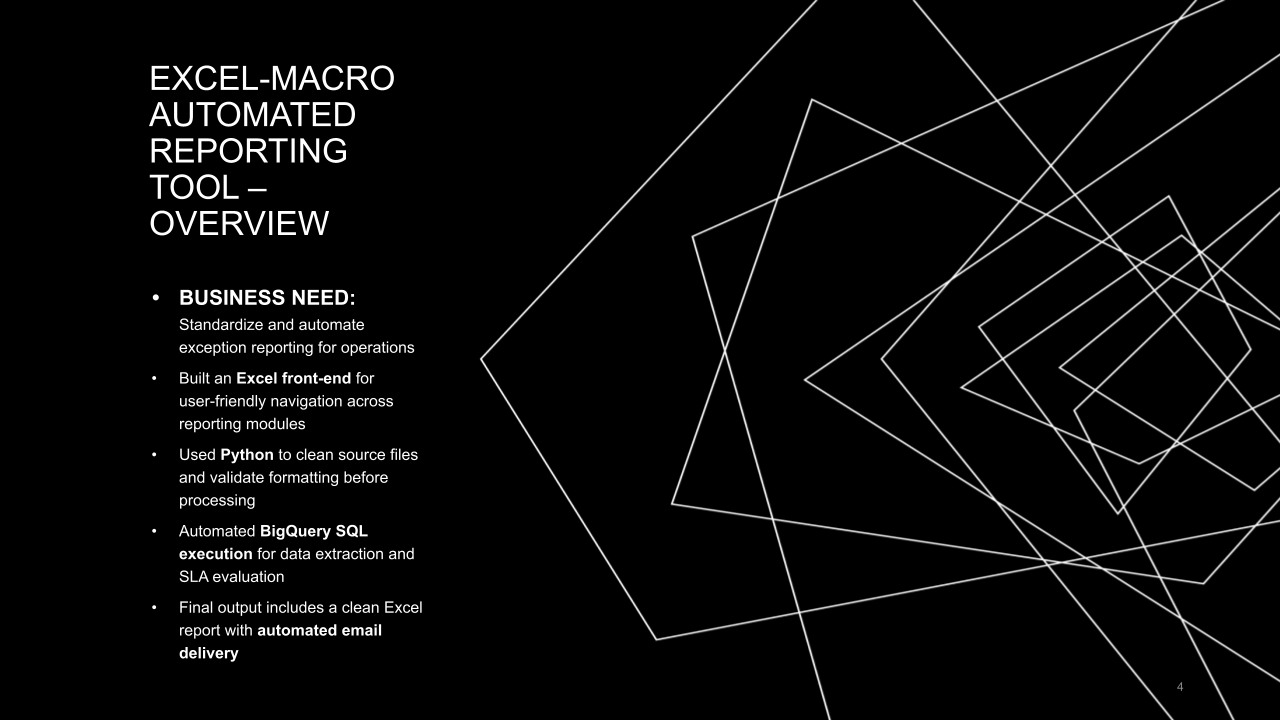 EXCEL-MACRO
AUTOMATED
REPORTING
TOOL –
OVERVIEW
• BUSINESS NEED:
Standardize and automate
exception reporting for operations
• Built an Excel front-end for
user-friendly navigation across
reporting modules
• Used Python to clean source files
and validate formatting before
processing
• Automated BigQuery SQL
execution for data extraction and
SLA evaluation
• Final output includes a clean Excel
report with automated email
delivery
4